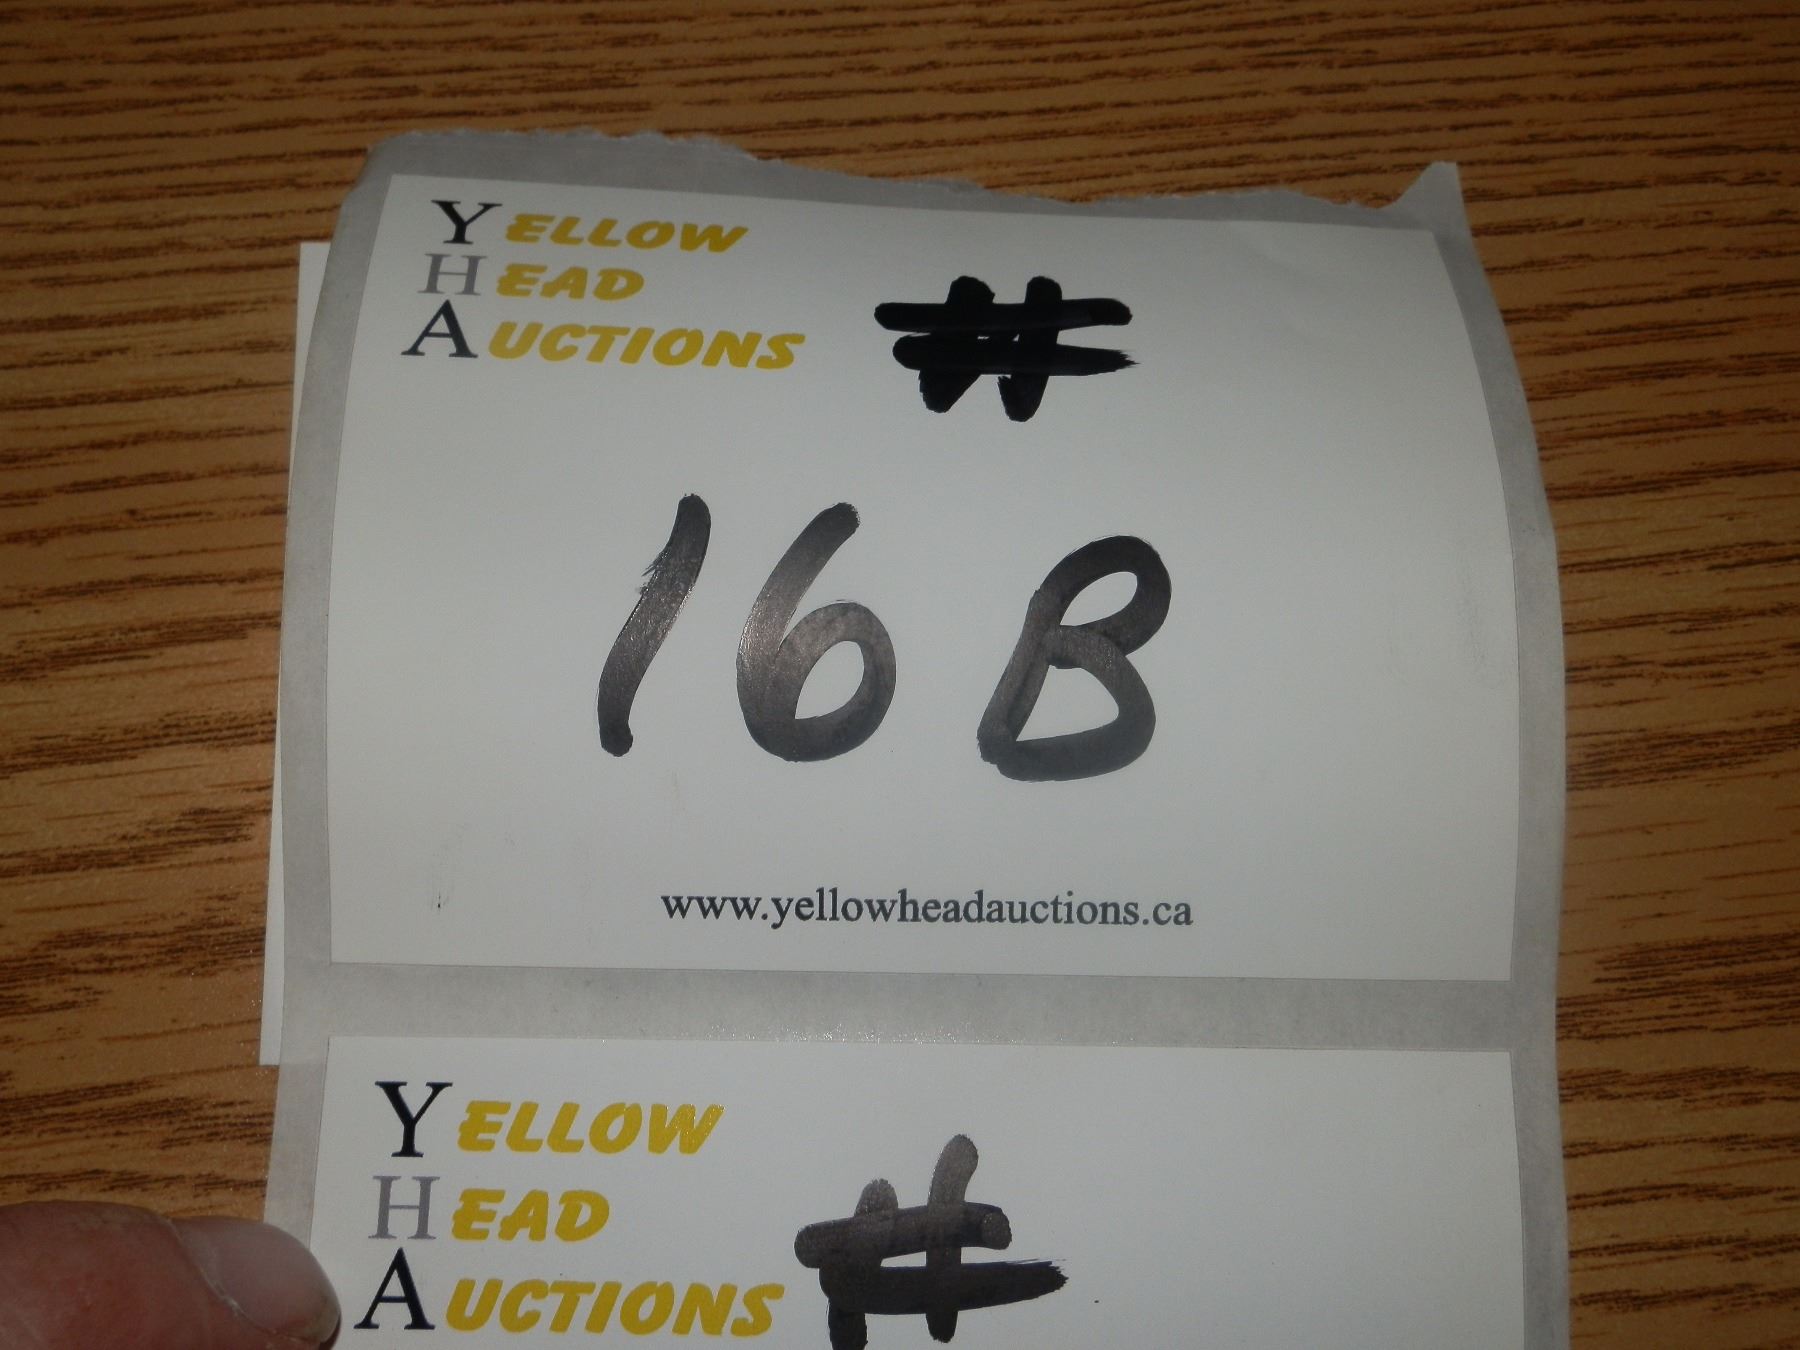 YELLOW
HEAD
AUCTIONS
#
16B
www.yellowheadauctions.ca
YELLOW
HEAD
AUCTIONS
#